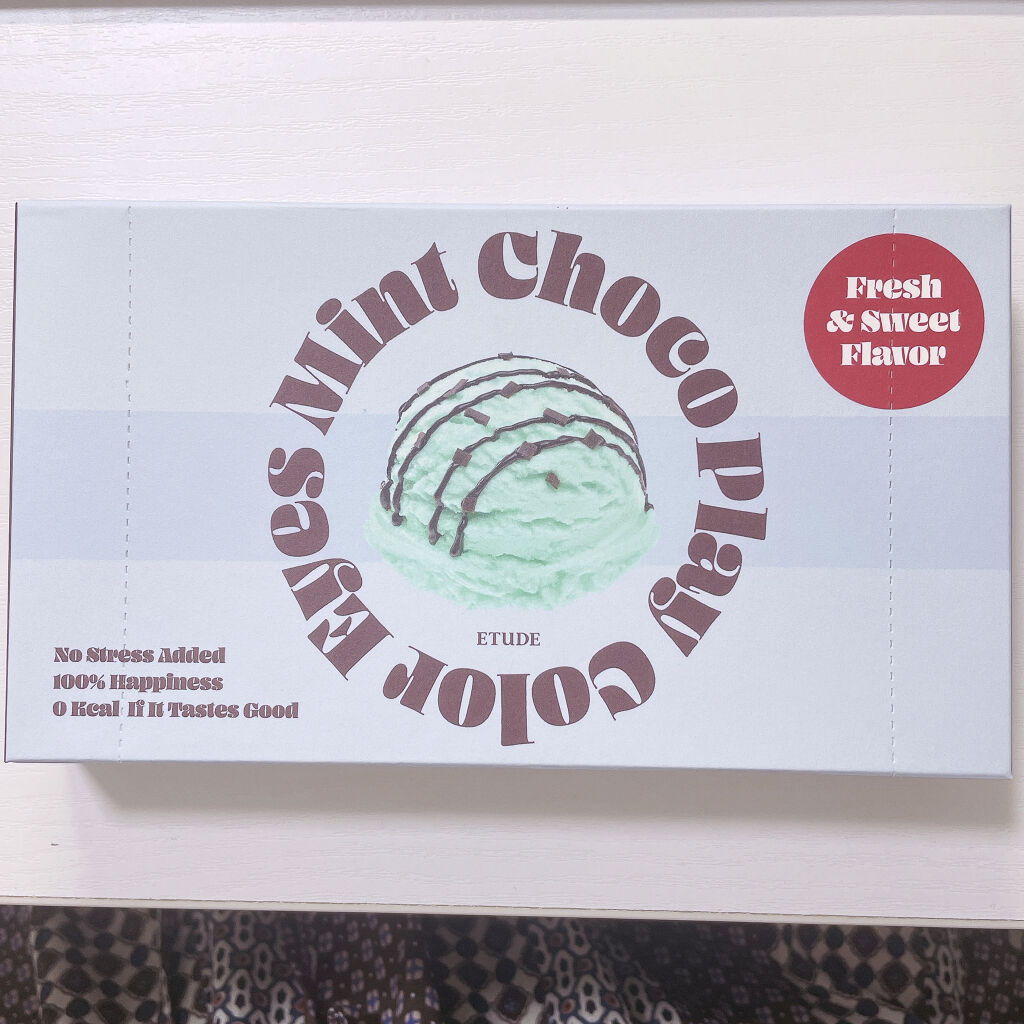 Mint Choco Play Color Eyes
Fresh
& Sweet
Flavor
ETUDE
No Stress Added
100% Happiness
0 Kcal If It Tastes Good